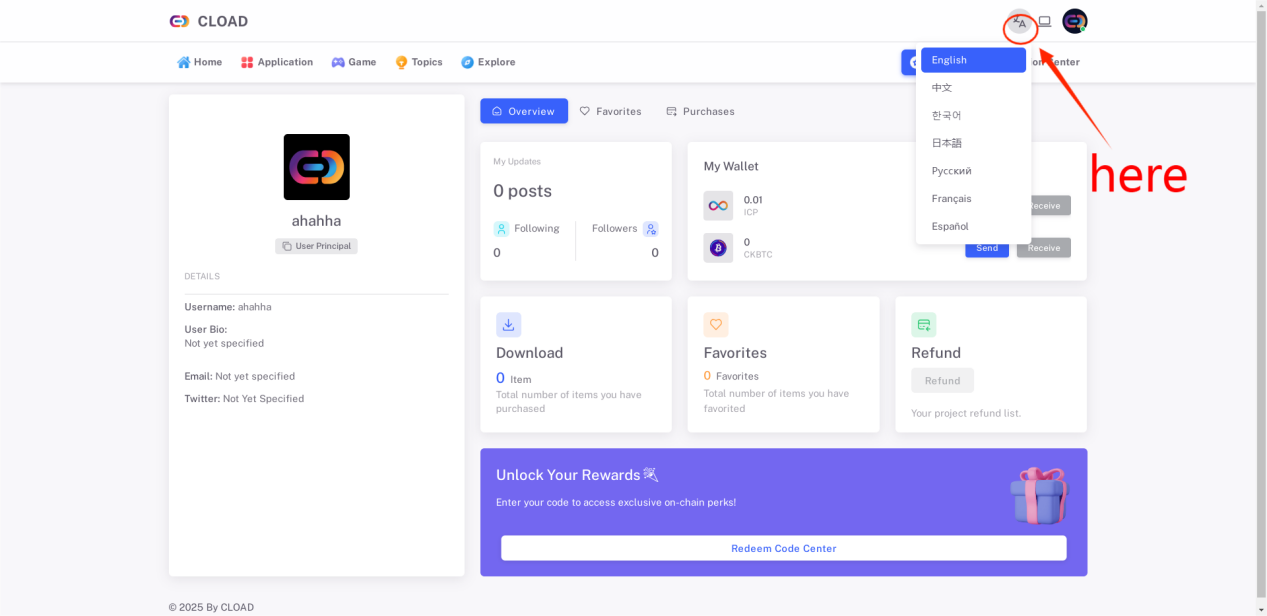 CLOAD
Home
Application
Game
Topics
Explore
Center
English
中文
한국어
日本語
Русский
Français
Español
here
Overview
Favorites
Purchases
ahahha
User Principal
DETAILS
Username: ahahha
User Bio:
Not yet specified
Email: Not yet specified
Twitter: Not Yet Specified
My Updates
0 posts
Following
Followers
0
0
My Wallet
0.01
ICP
Receive
0
CKBTC
Send
Receive
Download
0 Item
Total number of items you have
purchased
Favorites
0 Favorites
Total number of items you have
favorited
Refund
Refund
Your project refund list.
Unlock Your Rewards
Enter your code to access exclusive on-chain perks!
Redeem Code Center
© 2025 By CLOAD